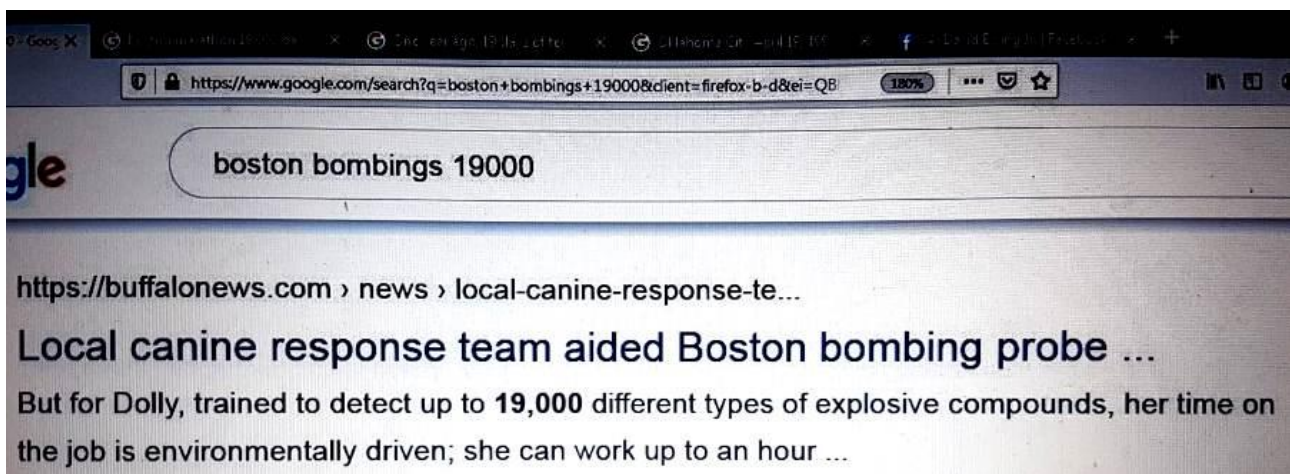 https://www.google.com/search?q=boston+bombings+19000&client=firefox-b-d&ei=QB 180%
gle boston bombings 19000
https://buffalonews.com › news › local-canine-response-te...
Local canine response team aided Boston bombing probe ...
But for Dolly, trained to detect up to 19,000 different types of explosive compounds, her time on
the job is environmentally driven; she can work up to an hour ...